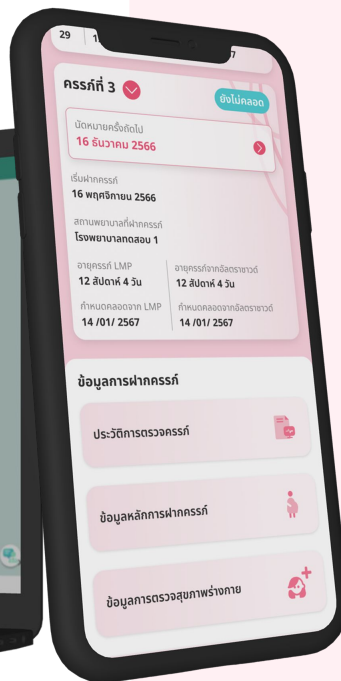 29
ครรภ์ที่ 3
ยังไม่คลอด
นัดหมายครั้งถัดไป
16 ธันวาคม 2566
เริ่มฝากครรภ์
16 พฤศจิกายน 2566
สถานพยาบาลที่ฝากครรภ์
โรงพยาบาลทดสอบ 1
อายุครรภ์ LMP
อายุครรภ์จากอัลตราซาวด์
12 สัปดาห์ 4 วัน
12 สัปดาห์ 4 วัน
กำหนดคลอดจาก LMP
กำหนดคลอดจากอัลตราซาวด์
14 /01/ 2567
14 /01/ 2567
ข้อมูลการฝากครรภ์
ประวัติการตรวจครรภ์
ข้อมูลหลักการฝากครรภ์
ข้อมูลการตรวจสุขภาพร่างกาย